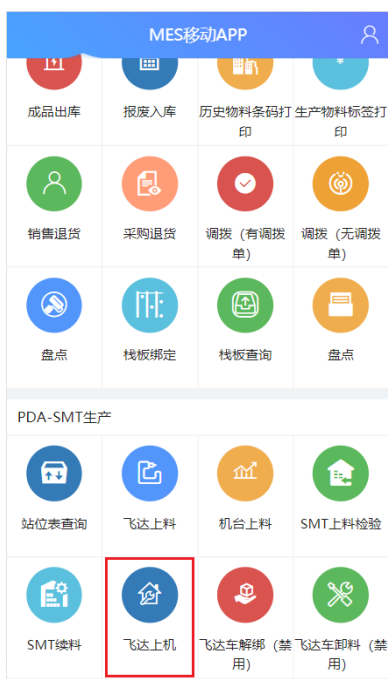 MES移动APP
成品出库
报废入库
历史物料条码打
印
生产物料标签打
印
销售退货
采购退货
调拨（有调拨
单）
调拨（无调拨
单）
盘点
栈板绑定
栈板查询
盘点
PDA-SMT生产
站位表查询
飞达上料
机台上料
SMT上料检验
SMT续料
飞达上机
飞达车解绑（禁
用）
飞达车卸料（禁
用）